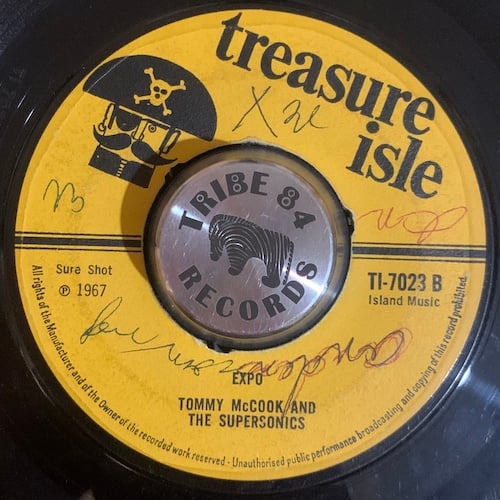 treasure
isle
TRIBE 84
RECORDS
Sure Shot
℗ 1967
TI-7023 B
Island Music
EXPO
TOMMY McCOOK AND
THE SUPERSONICS
All rights of the Manufacturer and of the Owner of the recorded work reserved - Unauthorised public performance broadcasting and copying of this record prohibited